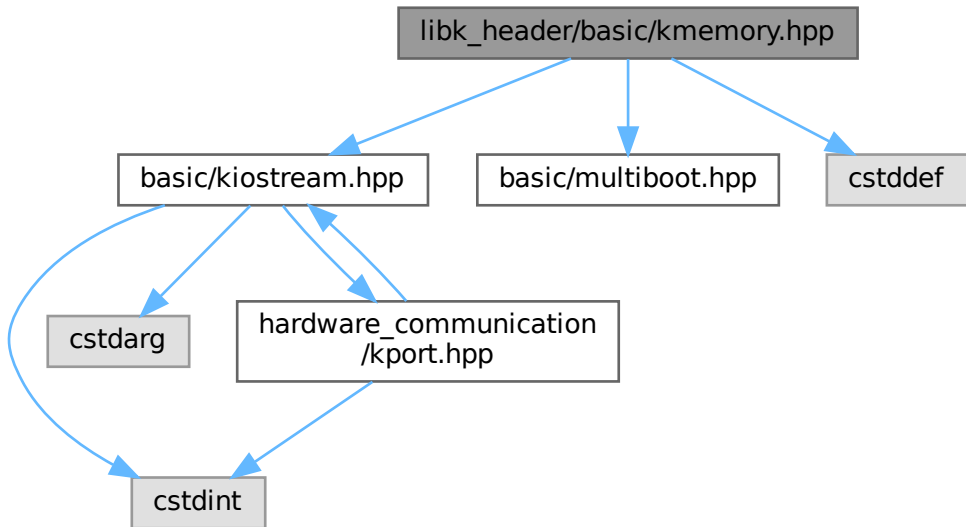 libk_header/basic/kmemory.hpp
basic/kiostream.hpp
basic/multiboot.hpp
cstddef
cstdarg
hardware_communication
/kport.hpp
cstdint